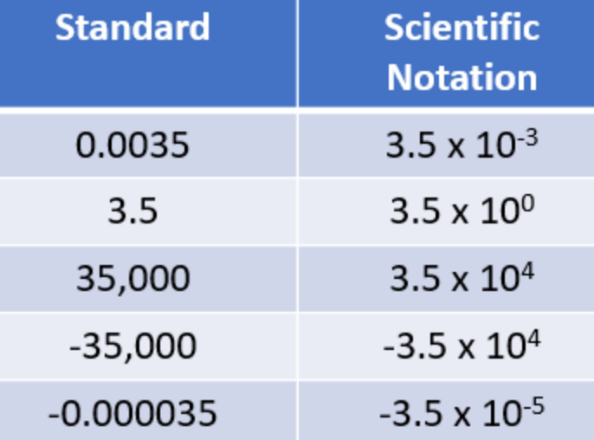 Standard Scientific
Notation
0.0035 3.5 x 10⁻³
3.5 3.5 x 10⁰
35,000 3.5 x 10⁴
-35,000 -3.5 x 10⁴
-0.000035 -3.5 x 10⁻⁵